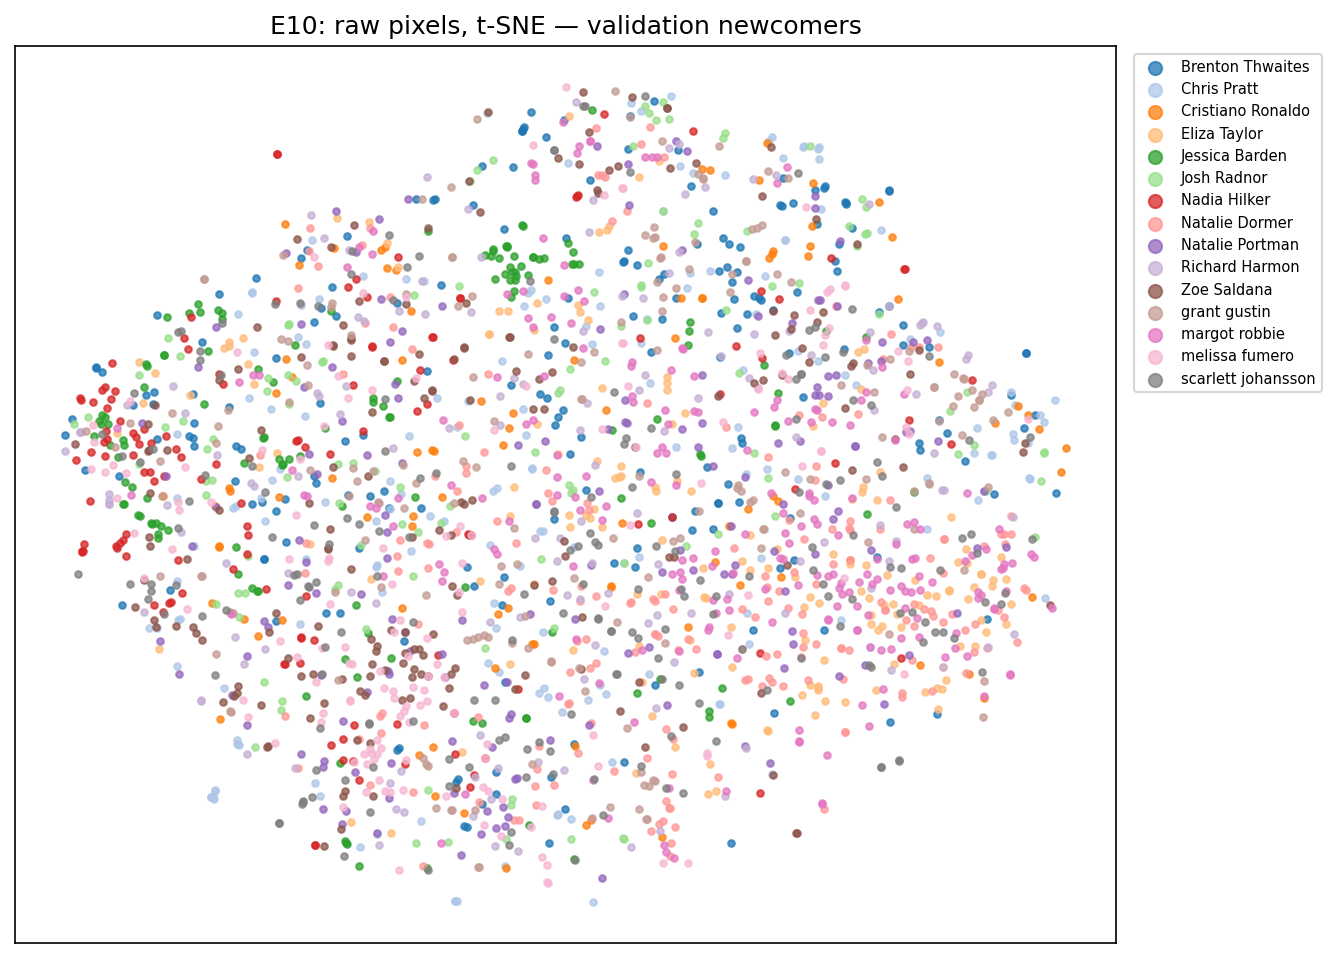 E10: raw pixels, t-SNE — validation newcomers
Brenton Thwaites
Chris Pratt
Cristiano Ronaldo
Eliza Taylor
Jessica Barden
Josh Radnor
Nadia Hilker
Natalie Dormer
Natalie Portman
Richard Harmon
Zoe Saldana
grant gustin
margot robbie
melissa fumero
scarlett johansson